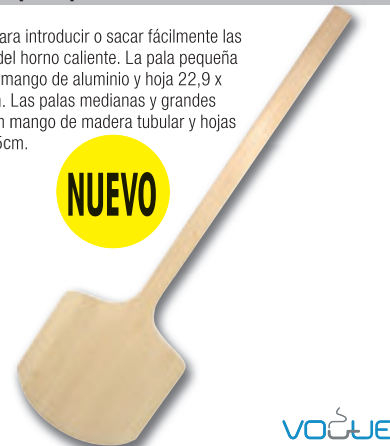 ara introducir o sacar fácilmente las
del horno caliente. La pala pequeña
mango de aluminio y hoja 22,9 x
. Las palas medianas y grandes
n mango de madera tubular y hojas
5cm.
NUEVO
VOGUE